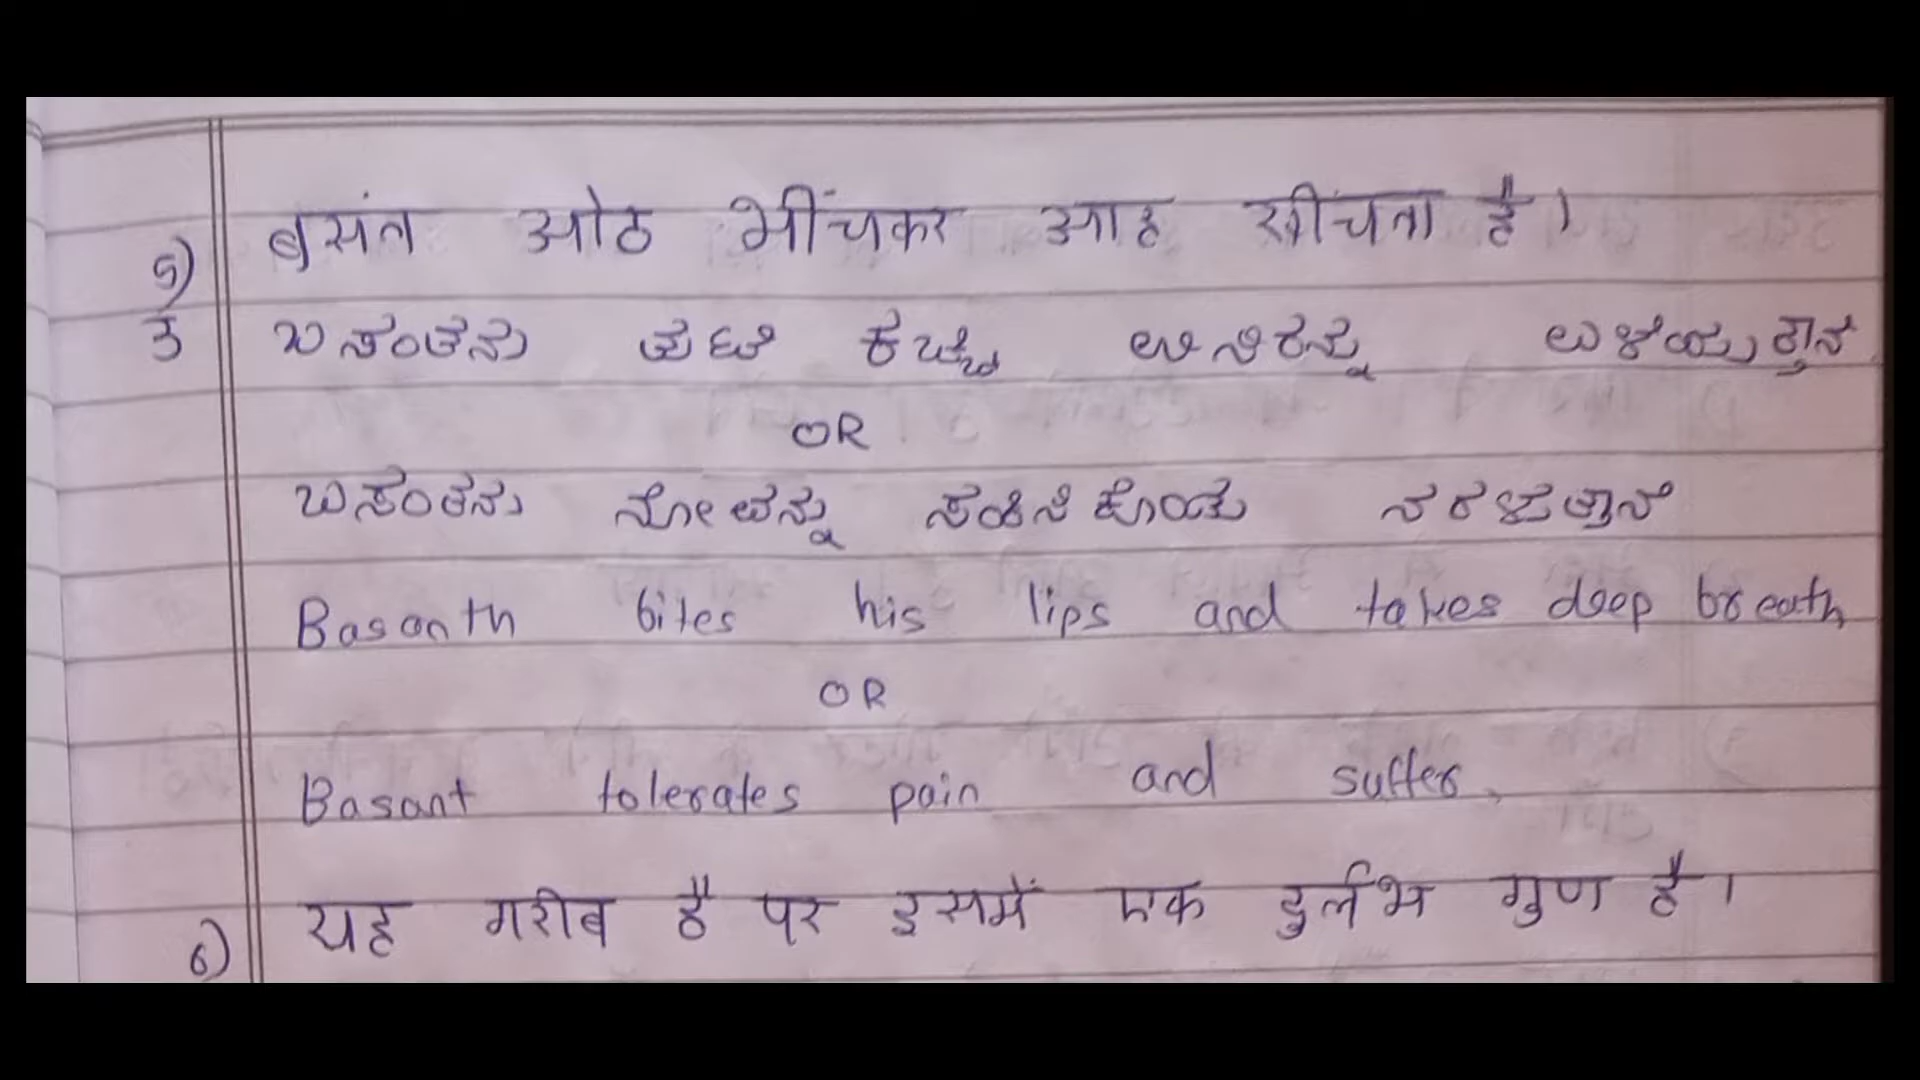 5) बसंत ओठ भींचकर आह खींचता है।
उ ಬಸಂತನು ತುಟಿ ಕಚ್ಚಿ ಉಸಿರನ್ನು ಎಳೆಯುತ್ತಾನೆ
OR
ಬಸಂತನು ನೋವನ್ನು ಸಹಿಸಿಕೊಂಡು ನರಳುತ್ತಾನೆ
Basanth bites his lips and takes deep breath
OR
Basant tolerates pain and suffer.
6) यह गरीब है पर इसमें एक दुर्लभ गुण है।